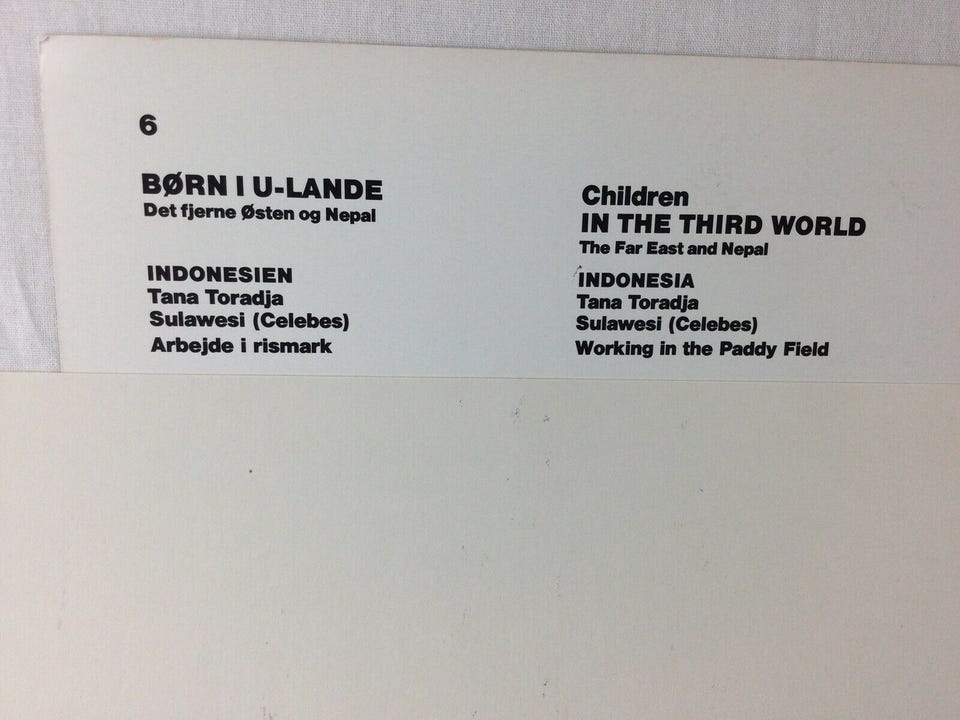 6
BØRN I U-LANDE
Det fjerne Østen og Nepal
INDONESIEN
Tana Toradja
Sulawesi (Celebes)
Arbejde i rismark
Children
IN THE THIRD WORLD
The Far East and Nepal
INDONESIA
Tana Toradja
Sulawesi (Celebes)
Working in the Paddy Field